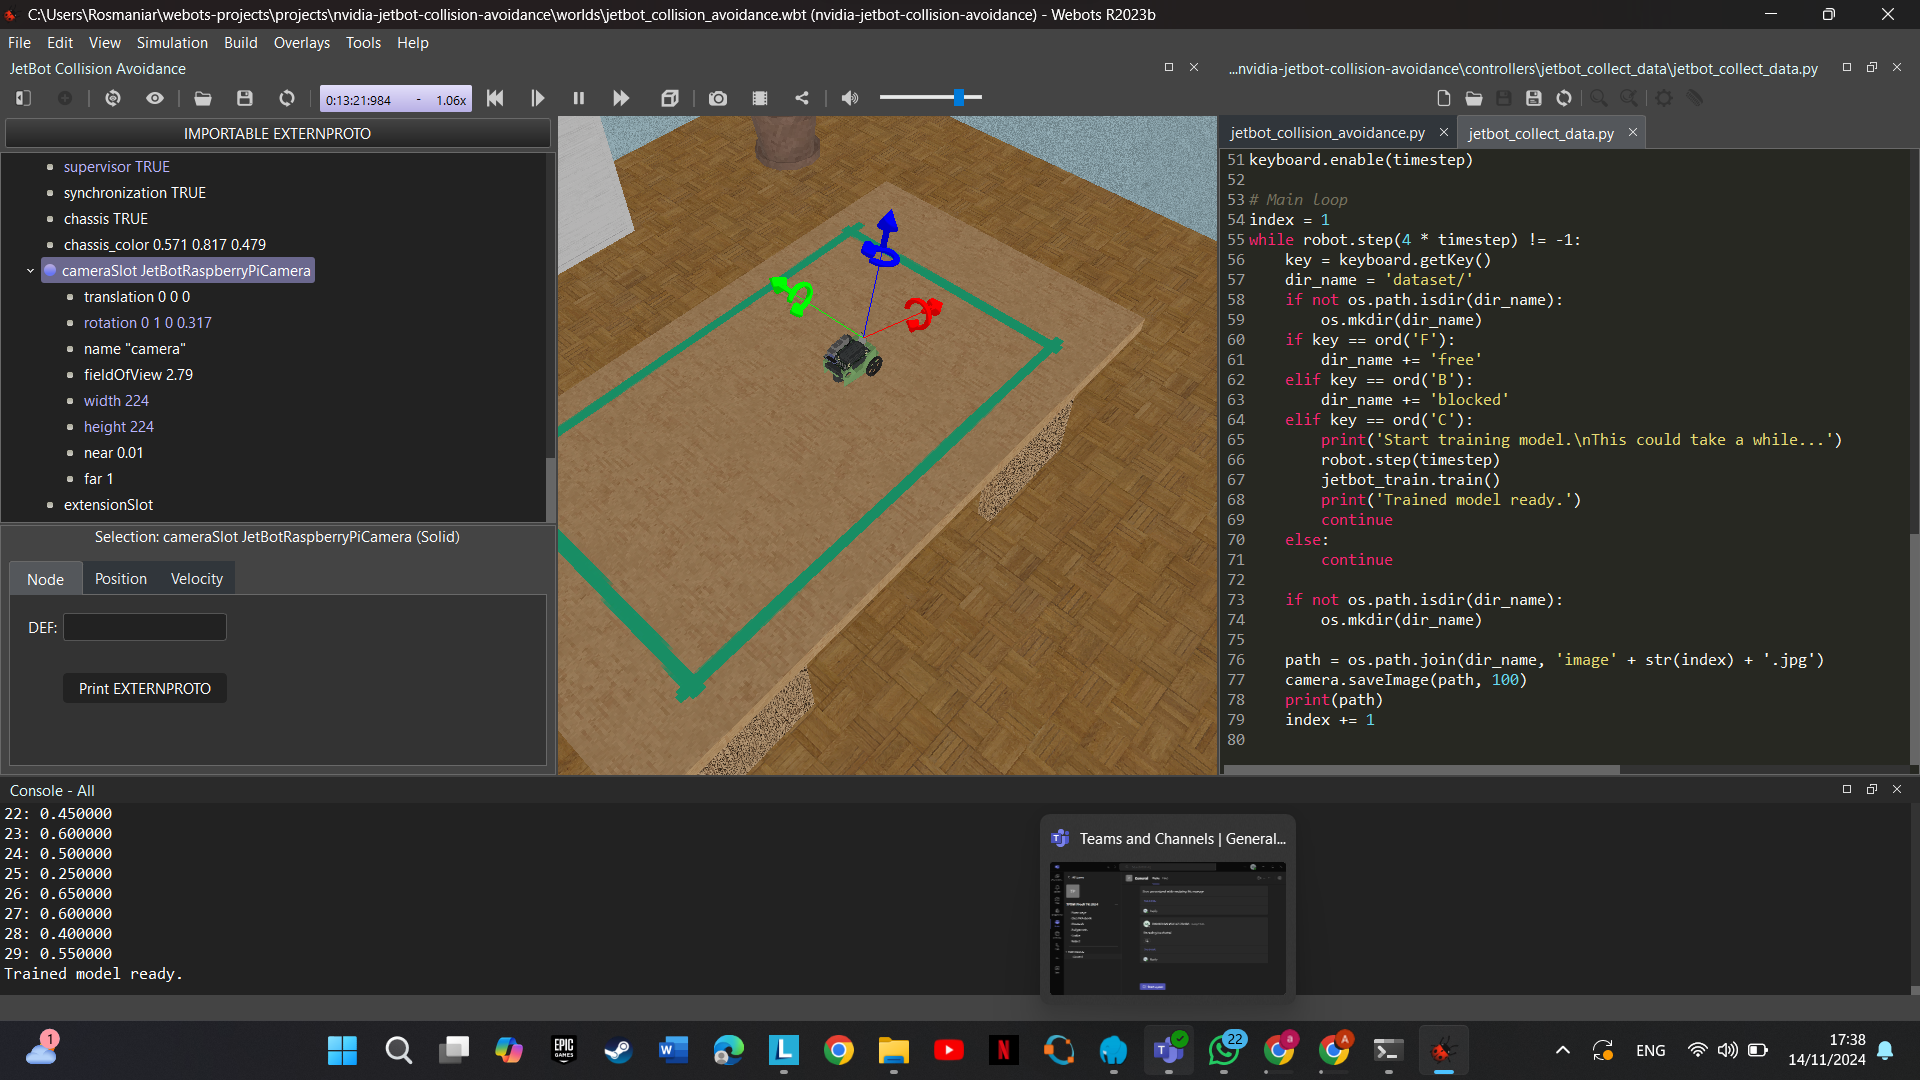 C:\Users\Rosmaniar\webots-projects\projects\nvidia-jetbot-collision-avoidance\worlds\jetbot_collision_avoidance.wbt (nvidia-jetbot-collision-avoidance) - Webots R2023b
File Edit View Simulation Build Overlays Tools Help
JetBot Collision Avoidance
0:13:21:984 - 1.06x
IMPORTABLE EXTERNPROTO
supervisor TRUE
synchronization TRUE
chassis TRUE
chassis_color 0.571 0.817 0.479
cameraSlot JetBotRaspberryPiCamera
translation 0 0 0
rotation 0 1 0 0.317
name "camera"
fieldOfView 2.79
width 224
height 224
near 0.01
far 1
extensionSlot
Selection: cameraSlot JetBotRaspberryPiCamera (Solid)
Node Position Velocity
DEF:
Print EXTERNPROTO
...nvidia-jetbot-collision-avoidance\controllers\jetbot_collect_data\jetbot_collect_data.py
jetbot_collision_avoidance.py jetbot_collect_data.py
51 keyboard.enable(timestep)
52
53 # Main loop
54 index = 1
55 while robot.step(4 * timestep) != -1:
56     key = keyboard.getKey()
57     dir_name = 'dataset/'
58     if not os.path.isdir(dir_name):
59         os.mkdir(dir_name)
60     if key == ord('F'):
61         dir_name += 'free'
62     elif key == ord('B'):
63         dir_name += 'blocked'
64     elif key == ord('C'):
65         print('Start training model.\nThis could take a while...')
66         robot.step(timestep)
67         jetbot_train.train()
68         print('Trained model ready.')
69         continue
70     else:
71         continue
72
73     if not os.path.isdir(dir_name):
74         os.mkdir(dir_name)
75
76     path = os.path.join(dir_name, 'image' + str(index) + '.jpg')
77     camera.saveImage(path, 100)
78     print(path)
79     index += 1
80
Console - All
22: 0.450000
23: 0.600000
24: 0.500000
25: 0.250000
26: 0.650000
27: 0.600000
28: 0.400000
29: 0.550000
Trained model ready.
Teams and Channels | General...
General
1
EPIC GAMES
W
L
N
22
a
A
ENG
17:38
14/11/2024